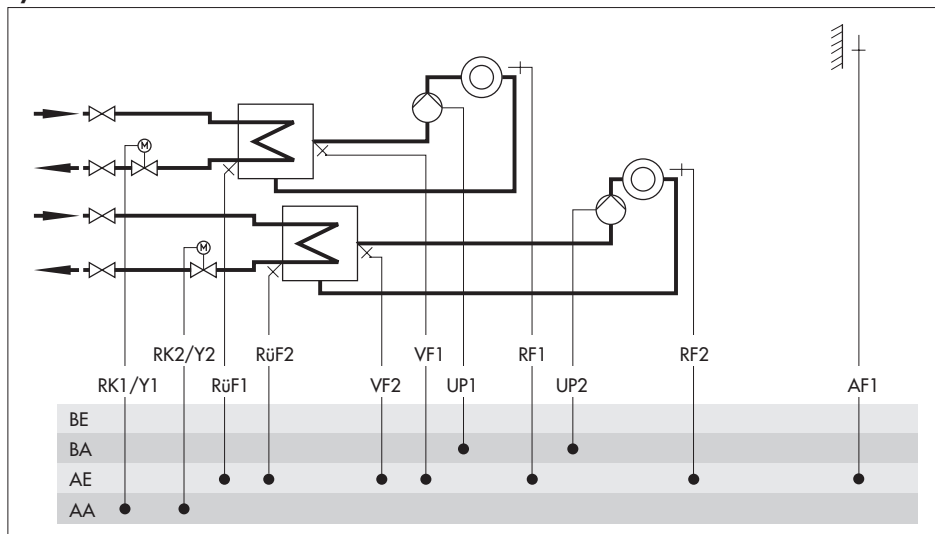 M
M
RK2/Y2 RüF2 VF1 RF1 RF2
RK1/Y1 RüF1 VF2 UP1 UP2 AF1
BE
BA
AE
AA